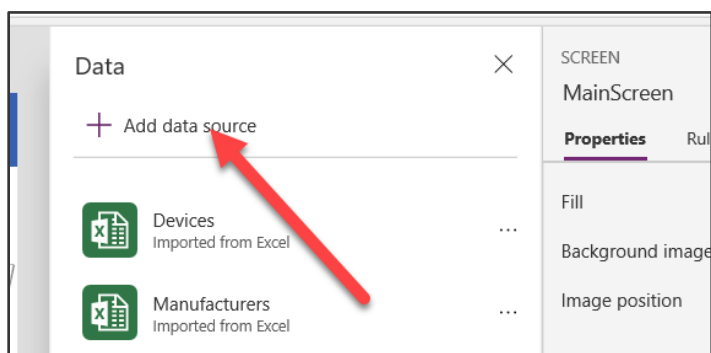 Data
Add data source
Devices
Imported from Excel
Manufacturers
Imported from Excel
SCREEN
MainScreen
Properties Rul
Fill
Background image
Image position